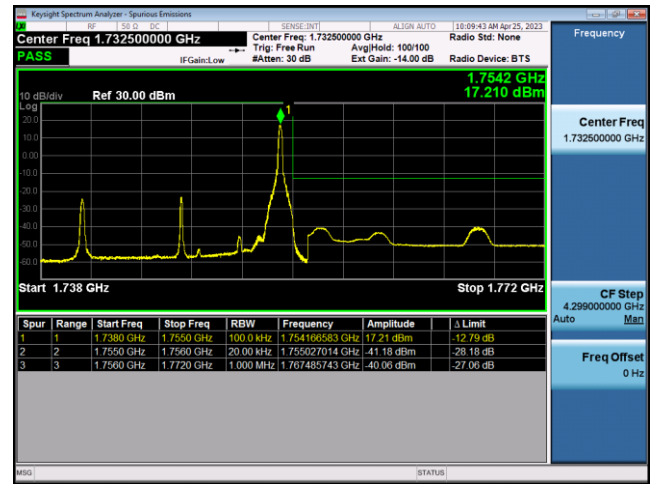 Keysight Spectrum Analyzer - Spurious Emissions
RF 50 Ω DC SENSE:INT ALIGN AUTO 10:09:43 AM Apr 25, 2023
Center Freq 1.732500000 GHz Center Freq: 1.732500000 GHz Radio Std: None
Trig: Free Run Avg|Hold: 100/100
PASS IFGain:Low #Atten: 30 dB Ext Gain: -14.00 dB Radio Device: BTS
1.7542 GHz
10 dB/div Ref 30.00 dBm 17.210 dBm
Log
1
20.0
10.0
0.00
-10.0
-20.0
-30.0
-40.0
-50.0
-60.0
Start 1.738 GHz Stop 1.772 GHz
Spur Range Start Freq Stop Freq RBW Frequency Amplitude Δ Limit
1 1 1.7380 GHz 1.7550 GHz 100.0 kHz 1.754166583 GHz 17.21 dBm -12.79 dB
2 2 1.7550 GHz 1.7560 GHz 20.00 kHz 1.755027014 GHz -41.18 dBm -28.18 dB
3 3 1.7560 GHz 1.7720 GHz 1.000 MHz 1.767485743 GHz -40.06 dBm -27.06 dB
MSG STATUS
Frequency
Center Freq
1.732500000 GHz
CF Step
4.299000000 GHz
Auto Man
Freq Offset
0 Hz